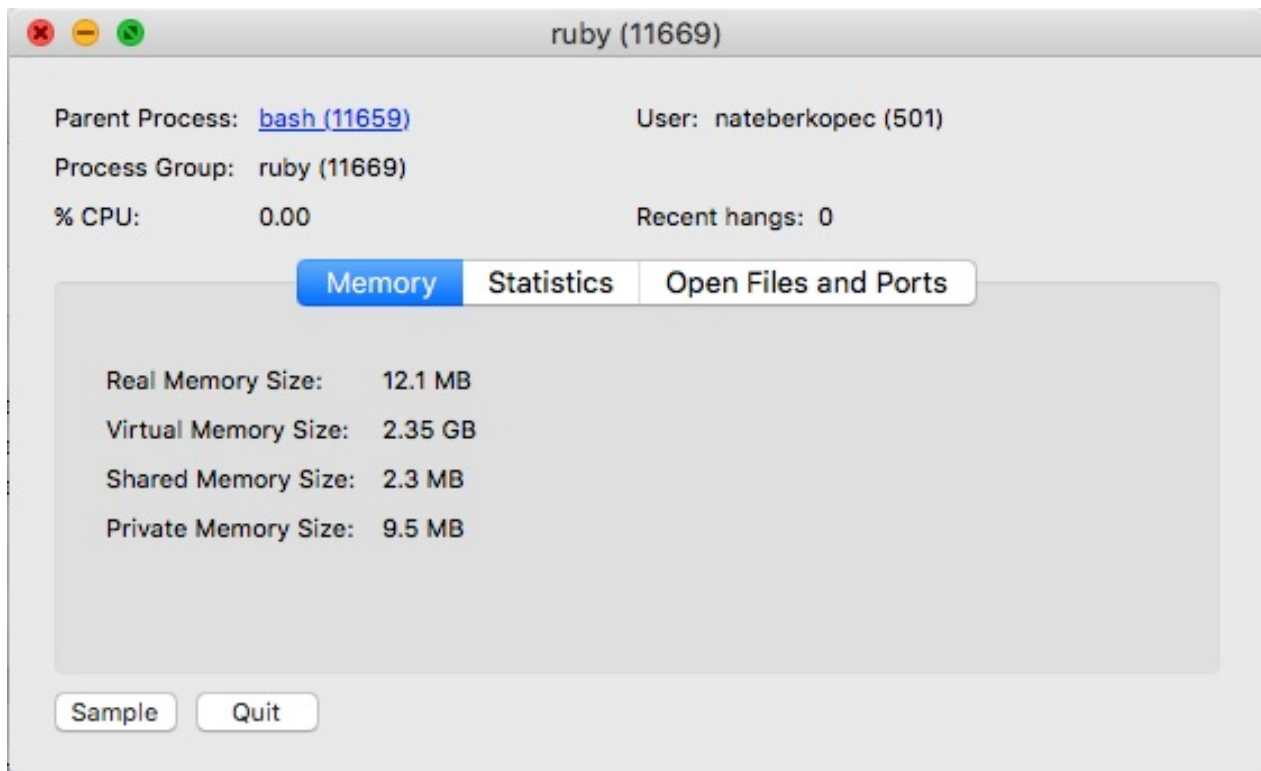 ruby (11669)
Parent Process: bash (11659) User: nateberkopec (501)
Process Group: ruby (11669)
% CPU: 0.00 Recent hangs: 0
Memory Statistics Open Files and Ports
Real Memory Size: 12.1 MB
Virtual Memory Size: 2.35 GB
Shared Memory Size: 2.3 MB
Private Memory Size: 9.5 MB
Sample Quit